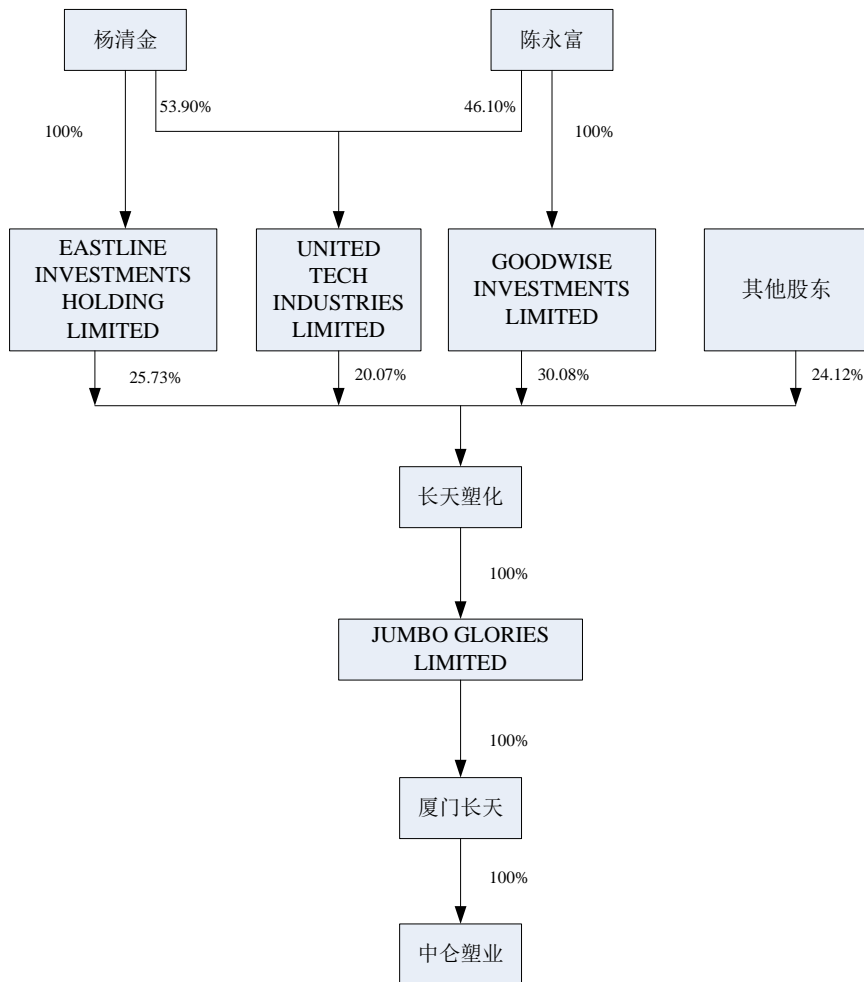 杨清金
陈永富
53.90%
46.10%
100%
100%
EASTLINE
INVESTMENTS
HOLDING
LIMITED
UNITED
TECH
INDUSTRIES
LIMITED
GOODWISE
INVESTMENTS
LIMITED
其他股东
25.73%
20.07%
30.08%
24.12%
长天塑化
100%
JUMBO GLORIES
LIMITED
100%
厦门长天
100%
中仑塑业